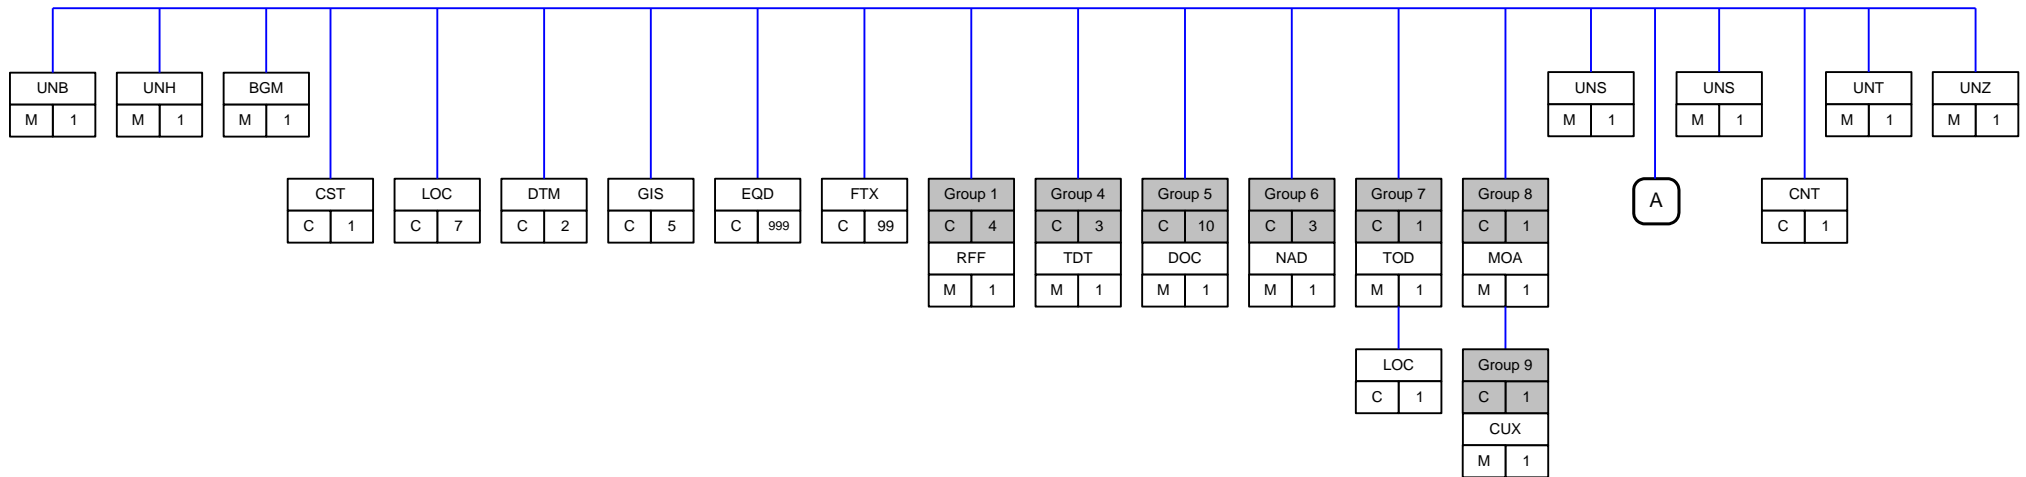 UNB UNH BGM UNS UNS UNT UNZ
M 1 M 1 M 1 M 1 M 1 M 1 M 1
CST LOC DTM GIS EQD FTX Group 1 Group 4 Group 5 Group 6 Group 7 Group 8 A CNT
C 1 C 7 C 2 C 5 C 999 C 99 C 4 C 3 C 10 C 3 C 1 C 1 C 1
RFF TDT DOC NAD TOD MOA
M 1 M 1 M 1 M 1 M 1 M 1
LOC Group 9
C 1 C 1
CUX
M 1